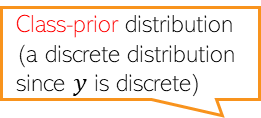 Class-prior distribution
(a discrete distribution
since y is discrete)